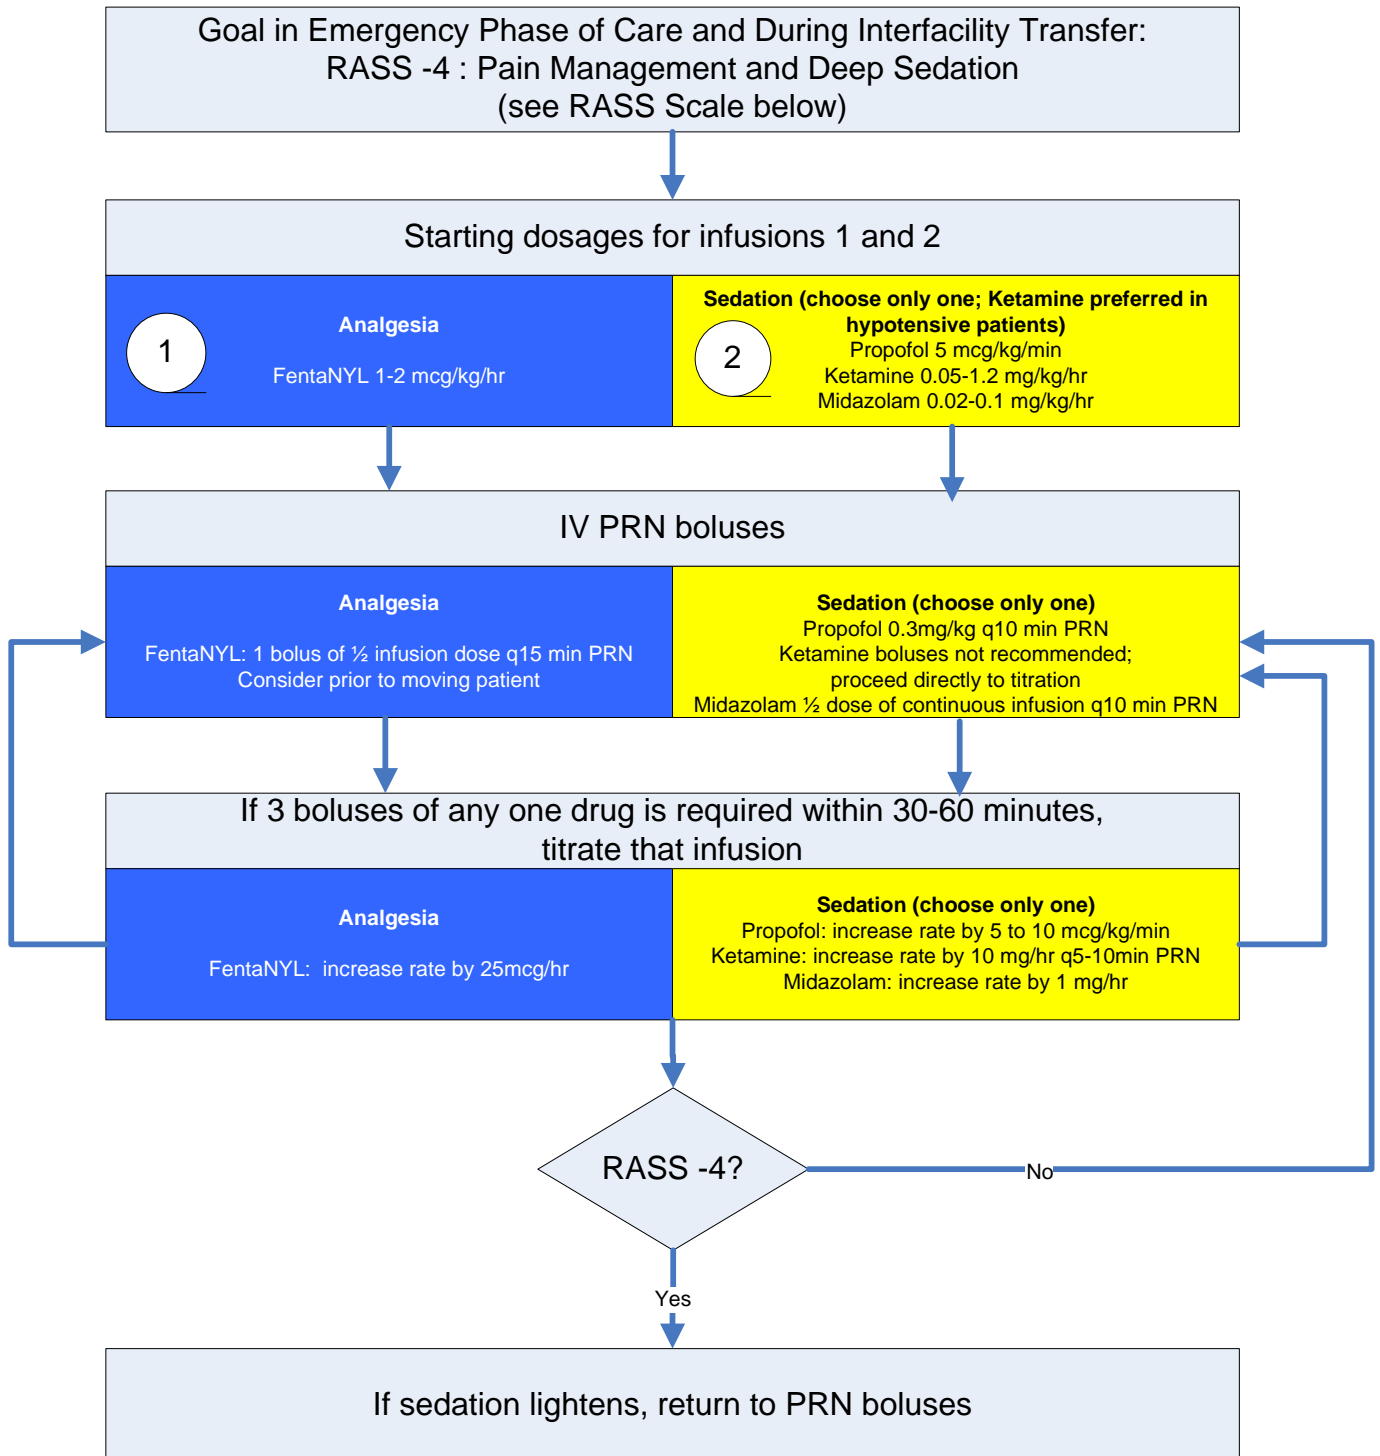 Goal in Emergency Phase of Care and During Interfacility Transfer:
RASS -4 : Pain Management and Deep Sedation
(see RASS Scale below)
Starting dosages for infusions 1 and 2
1
Analgesia
FentaNYL 1-2 mcg/kg/hr
2
Sedation (choose only one; Ketamine preferred in
hypotensive patients)
Propofol 5 mcg/kg/min
Ketamine 0.05-1.2 mg/kg/hr
Midazolam 0.02-0.1 mg/kg/hr
IV PRN boluses
Analgesia
FentaNYL: 1 bolus of ½ infusion dose q15 min PRN
Consider prior to moving patient
Sedation (choose only one)
Propofol 0.3mg/kg q10 min PRN
Ketamine boluses not recommended;
proceed directly to titration
Midazolam ½ dose of continuous infusion q10 min PRN
If 3 boluses of any one drug is required within 30-60 minutes,
titrate that infusion
Analgesia
FentaNYL:  increase rate by 25mcg/hr
Sedation (choose only one)
Propofol: increase rate by 5 to 10 mcg/kg/min
Ketamine: increase rate by 10 mg/hr q5-10min PRN
Midazolam: increase rate by 1 mg/hr
RASS -4?
No
Yes
If sedation lightens, return to PRN boluses